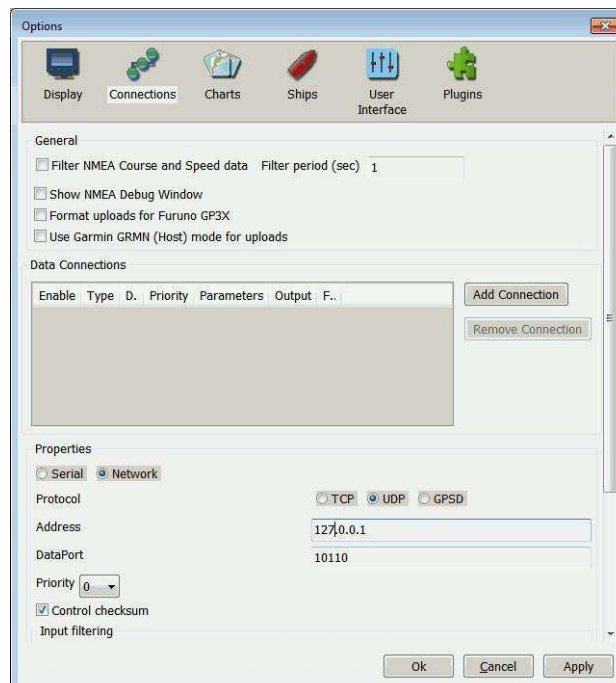 Options
Display Connections Charts Ships User Interface Plugins
General
Filter NMEA Course and Speed data Filter period (sec) 1
Show NMEA Debug Window
Format uploads for Furuno GP3X
Use Garmin GRMN (Host) mode for uploads
Data Connections
Enable Type D. Priority Parameters Output F.. Add Connection
Remove Connection
Properties
Serial Network
Protocol TCP UDP GPSD
Address 127.0.0.1
DataPort 10110
Priority 0
Control checksum
Input filtering
Ok Cancel Apply